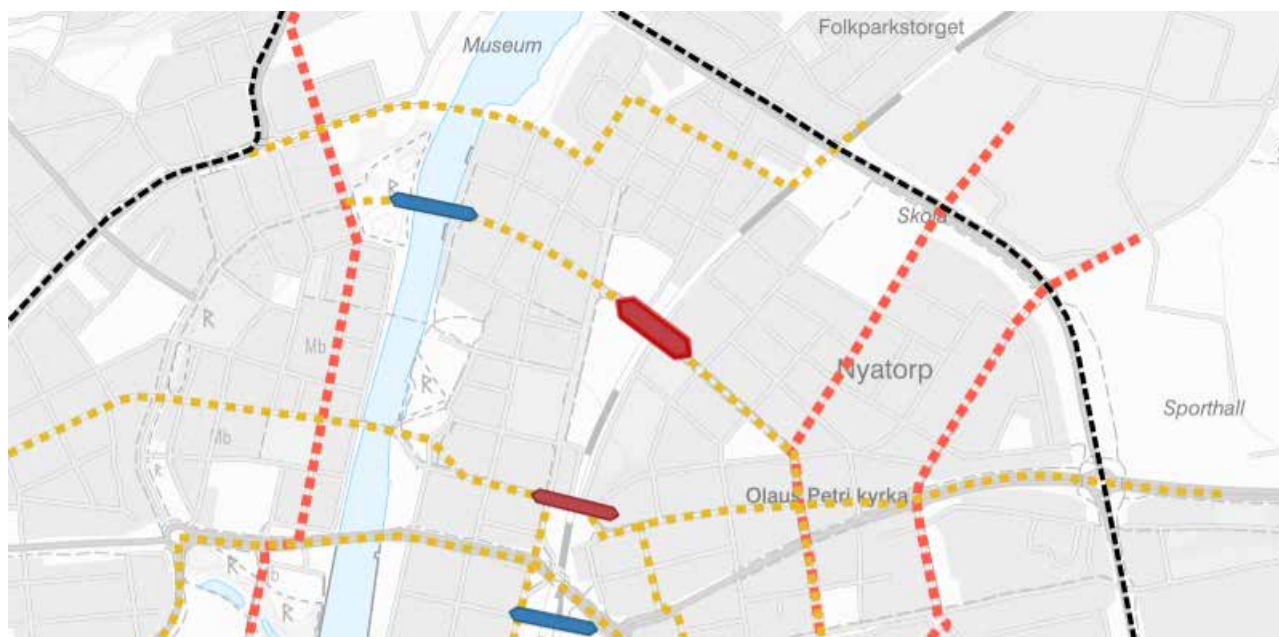 Museum
Folkparkstorget
Skola
Mb
Nyatorp
Sporthall
Mb
Olaus Petri kyrka
R
R
R
R
R